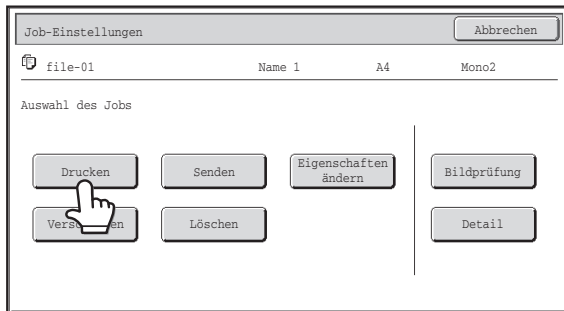 Job-Einstellungen Abbrechen
file-01 Name 1 A4 Mono2
Auswahl des Jobs
Drucken Senden Eigenschaften ändern Bildprüfung
Löschen Detail